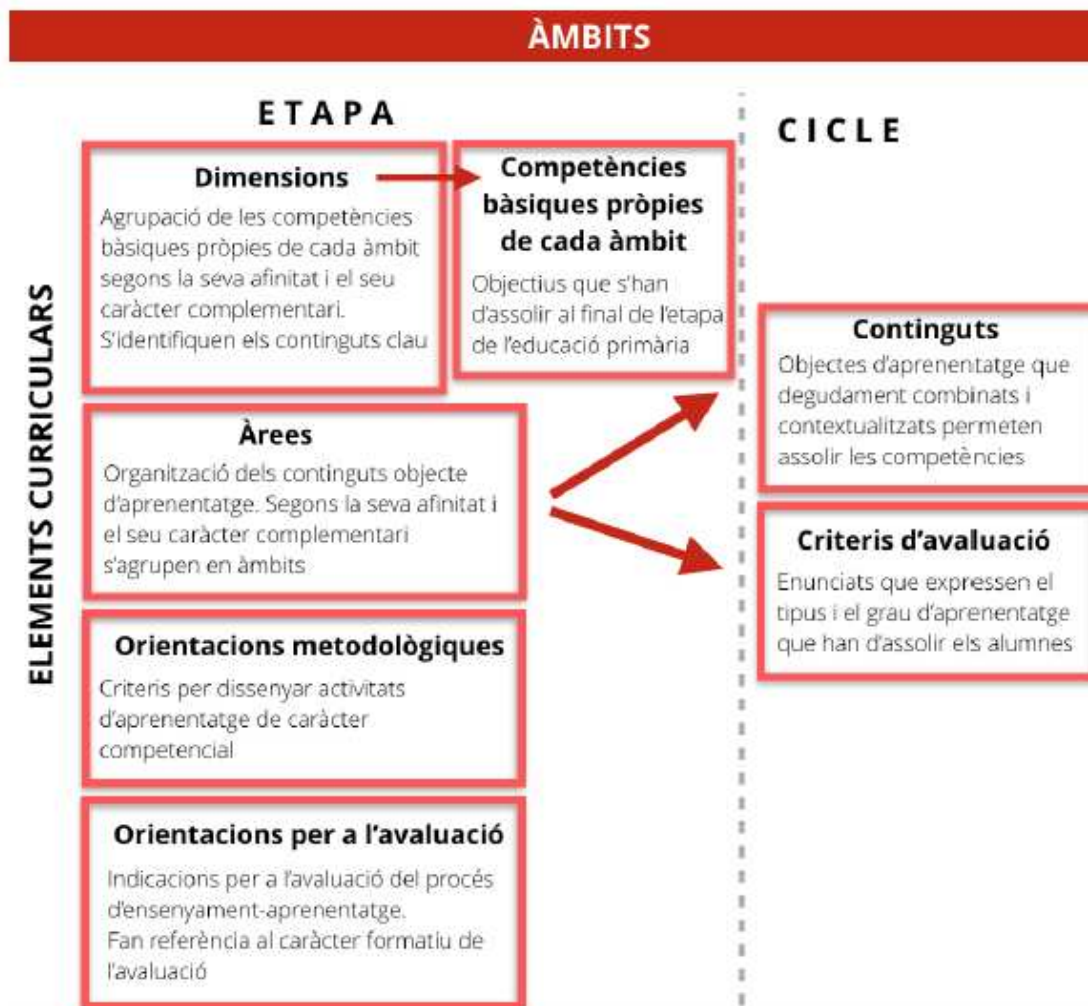 ÀMBITS
ETAPA
CICLE
ELEMENTS CURRICULARS
Dimensions
Agrupació de les competències
bàsiques pròpies de cada àmbit
segons la seva afinitat i el seu
caràcter complementari.
S'identifiquen els continguts clau
Competències
bàsiques pròpies
de cada àmbit
Objectius que s'han
d'assolir al final de l'etapa
de l'educació primària
Àrees
Organització dels continguts objecte
d'aprenentatge. Segons la seva afinitat i
el seu caràcter complementari
s'agrupen en àmbits
Orientacions metodològiques
Criteris per dissenyar activitats
d'aprenentatge de caràcter
competencial
Orientacions per a l'avaluació
Indicacions per a l'avaluació del procés
d'ensenyament-aprenentatge.
Fan referència al caràcter formatiu de
l'avaluació
Continguts
Objectes d'aprenentatge que
degudament combinats i
contextualitzats permeten
assolir les competències
Criteris d'avaluació
Enunciats que expressen el
tipus i el grau d'aprenentatge
que han d'assolir els alumnes